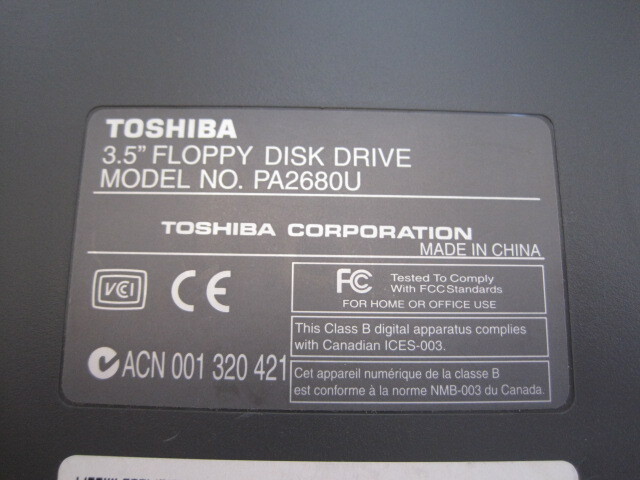 TOSHIBA
3.5" FLOPPY DISK DRIVE
MODEL NO. PA2680U
TOSHIBA CORPORATION
MADE IN CHINA
VCI
CE
FC
Tested To Comply
With FCC Standards
FOR HOME OR OFFICE USE
This Class B digital apparatus complies
with Canadian ICES-003.
ACN 001 320 421
Cet appareil numérique de la classe B
est conforme à la norme NMB-003 du Canada.